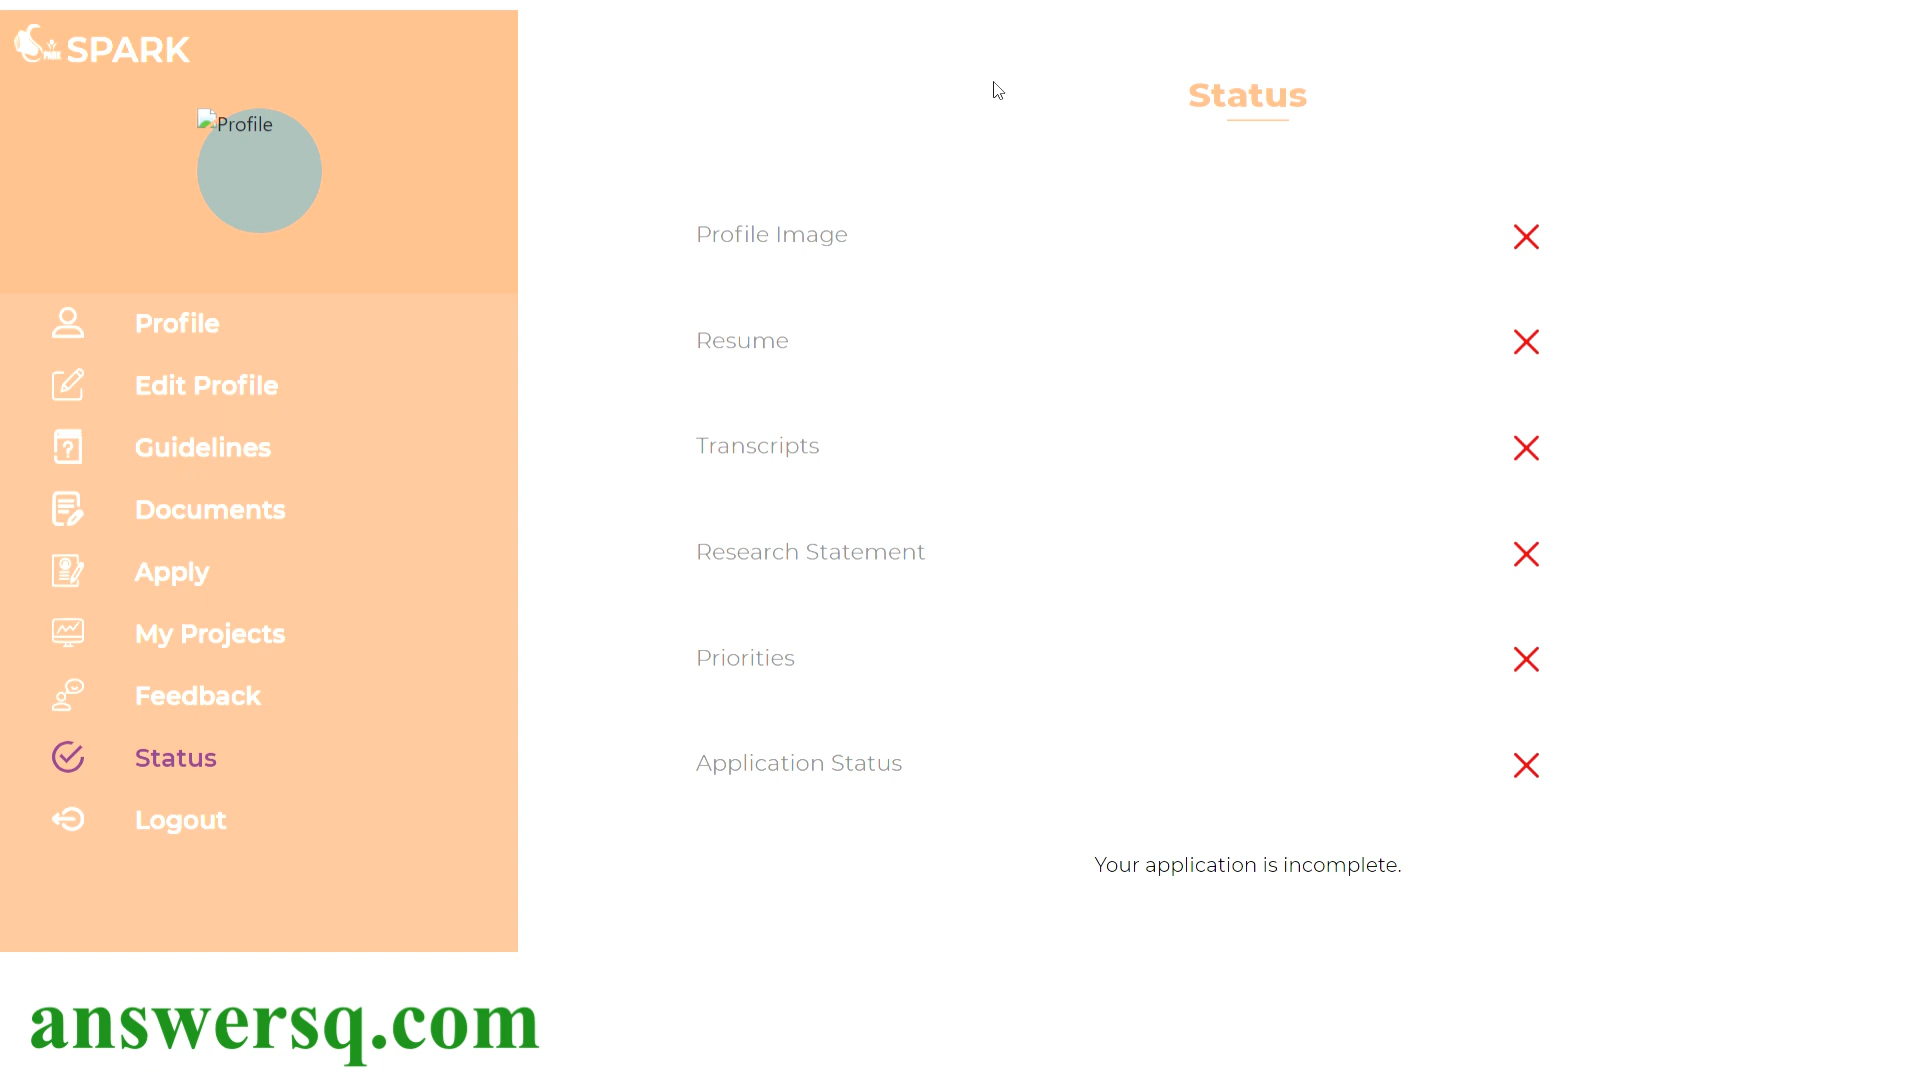 SPARK
Profile
Profile
Edit Profile
Guidelines
Documents
Apply
My Projects
Feedback
Status
Logout
Status
Profile Image
Resume
Transcripts
Research Statement
Priorities
Application Status
Your application is incomplete.
answersq.com